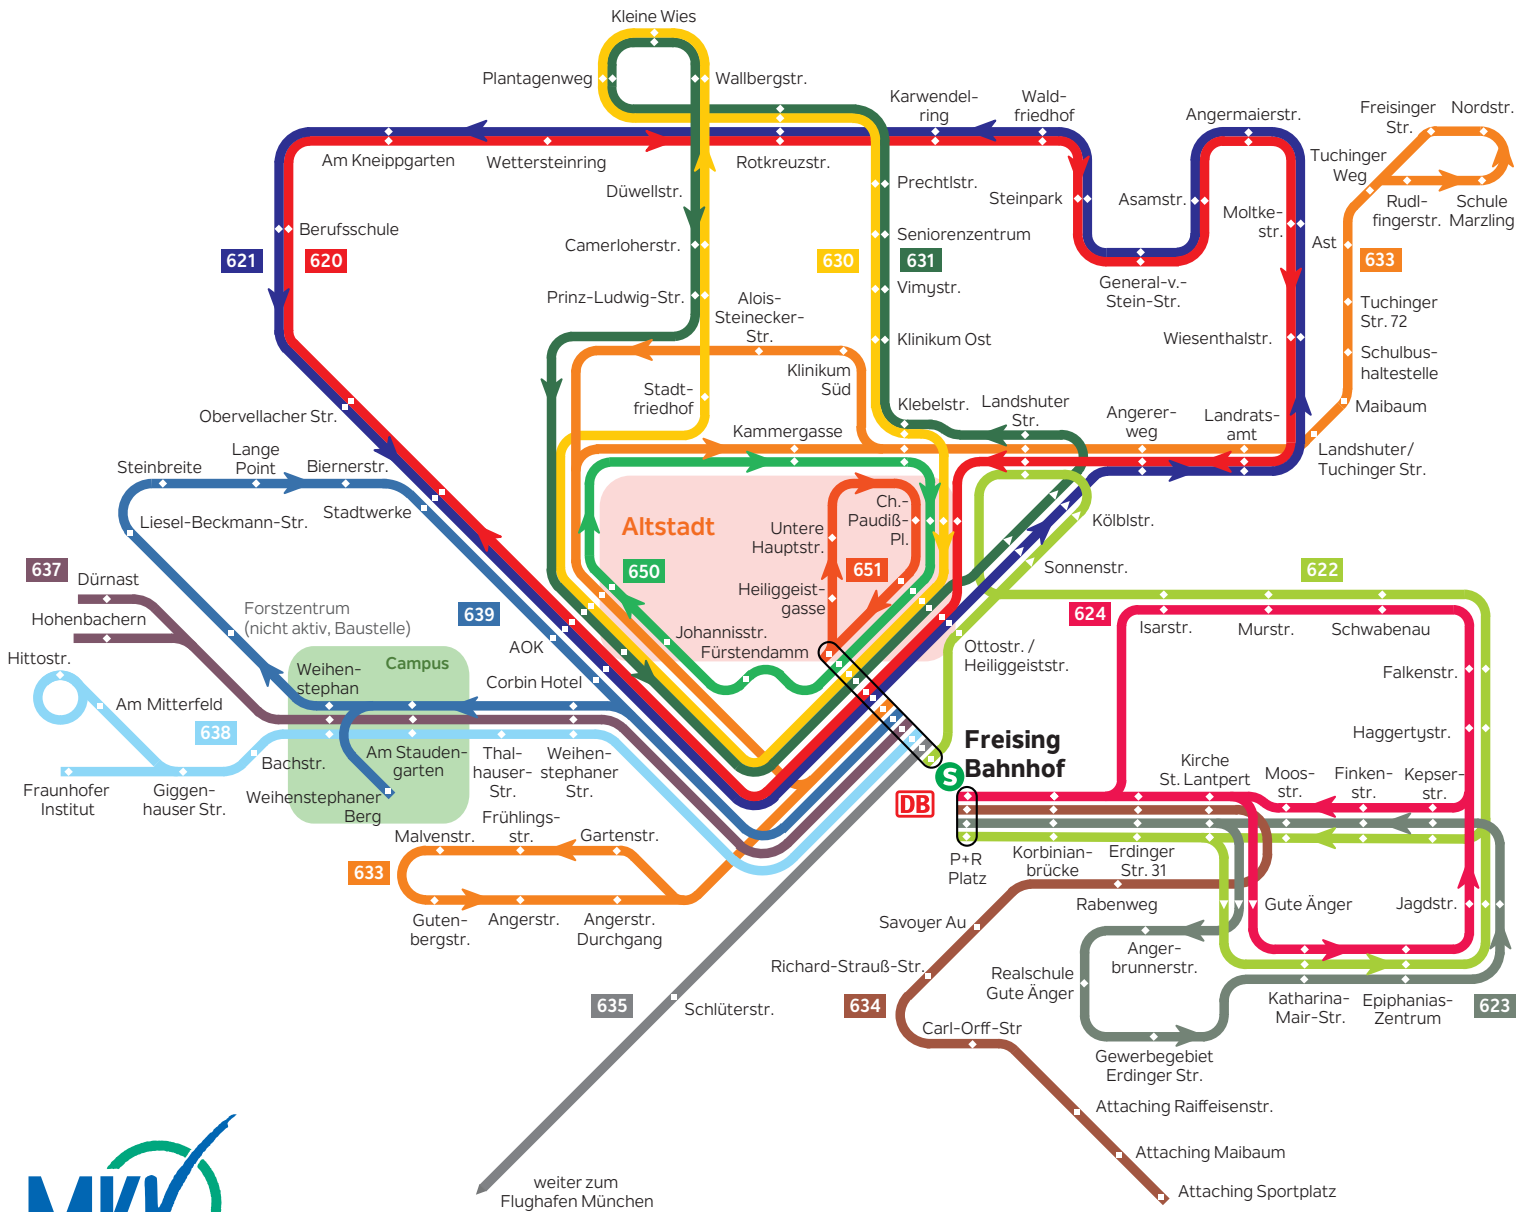 Kleine Wies
Plantagenweg
Wallbergstr.
Karwendel-
ring
Wald-
friedhof
Angermaierstr.
Freisinger
Str.
Nordstr.
Am Kneippgarten
Wettersteinring
Rotkreuzstr.
Tuchinger
Weg
Düwellstr.
Prechtlstr.
Steinpark
Asamstr.
Moltke-
str.
Rudl-
fingerstr.
Schule
Marzling
Berufsschule
Camerloherstr.
Seniorenzentrum
Ast
621
620
630
631
633
General-v.-
Stein-Str.
Prinz-Ludwig-Str.
Alois-
Steinecker-
Str.
Vimystr.
Tuchinger
Str. 72
Klinikum Ost
Wiesenthalstr.
Schulbus-
haltestelle
Klinikum
Süd
Stadt-
friedhof
Obervellacher Str.
Klebelstr.
Landshuter
Str.
Angerer-
weg
Landrats-
amt
Maibaum
Kammergasse
Landshuter/
Tuchinger Str.
Steinbreite
Lange
Point
Biernerstr.
Stadtwerke
Liesel-Beckmann-Str.
Altstadt
Untere
Hauptstr.
Ch.-
Paudiß-
Pl.
Kölblstr.
637
Dürnast
650
651
Sonnenstr.
622
Hohenbachern
Forstzentrum
(nicht aktiv, Baustelle)
639
Heiliggeist-
gasse
624
Isarstr.
Murstr.
Schwabenau
AOK
Johannisstr.
Fürstendamm
Ottostr. /
Heiliggeiststr.
Hittostr.
Campus
Weihen-
stephan
Corbin Hotel
Falkenstr.
Am Mitterfeld
638
Haggertystr.
Bachstr.
Am Stauden-
garten
Thal-
hauser-
Str.
Weihen-
stephaner
Str.
Freising
Bahnhof
S
DB
Kirche
St. Lantpert
Moos-
str.
Finken-
str.
Kepser-
str.
Fraunhofer
Institut
Giggen-
hauser Str.
Weihenstephaner
Berg
Malvenstr.
Frühlings-
str.
Gartenstr.
P+R
Platz
Korbinian-
brücke
Erdinger
Str. 31
633
Rabenweg
Gute Änger
Jagdstr.
Guten-
bergstr.
Angerstr.
Angerstr.
Durchgang
Savoyer Au
Anger-
brunnerstr.
Richard-Strauß-Str.
Realschule
Gute Änger
635
Schlüterstr.
634
Katharina-
Mair-Str.
Epiphanias-
Zentrum
623
Carl-Orff-Str
Gewerbegebiet
Erdinger Str.
Attaching Raiffeisenstr.
Attaching Maibaum
weiter zum
Flughafen München
Attaching Sportplatz